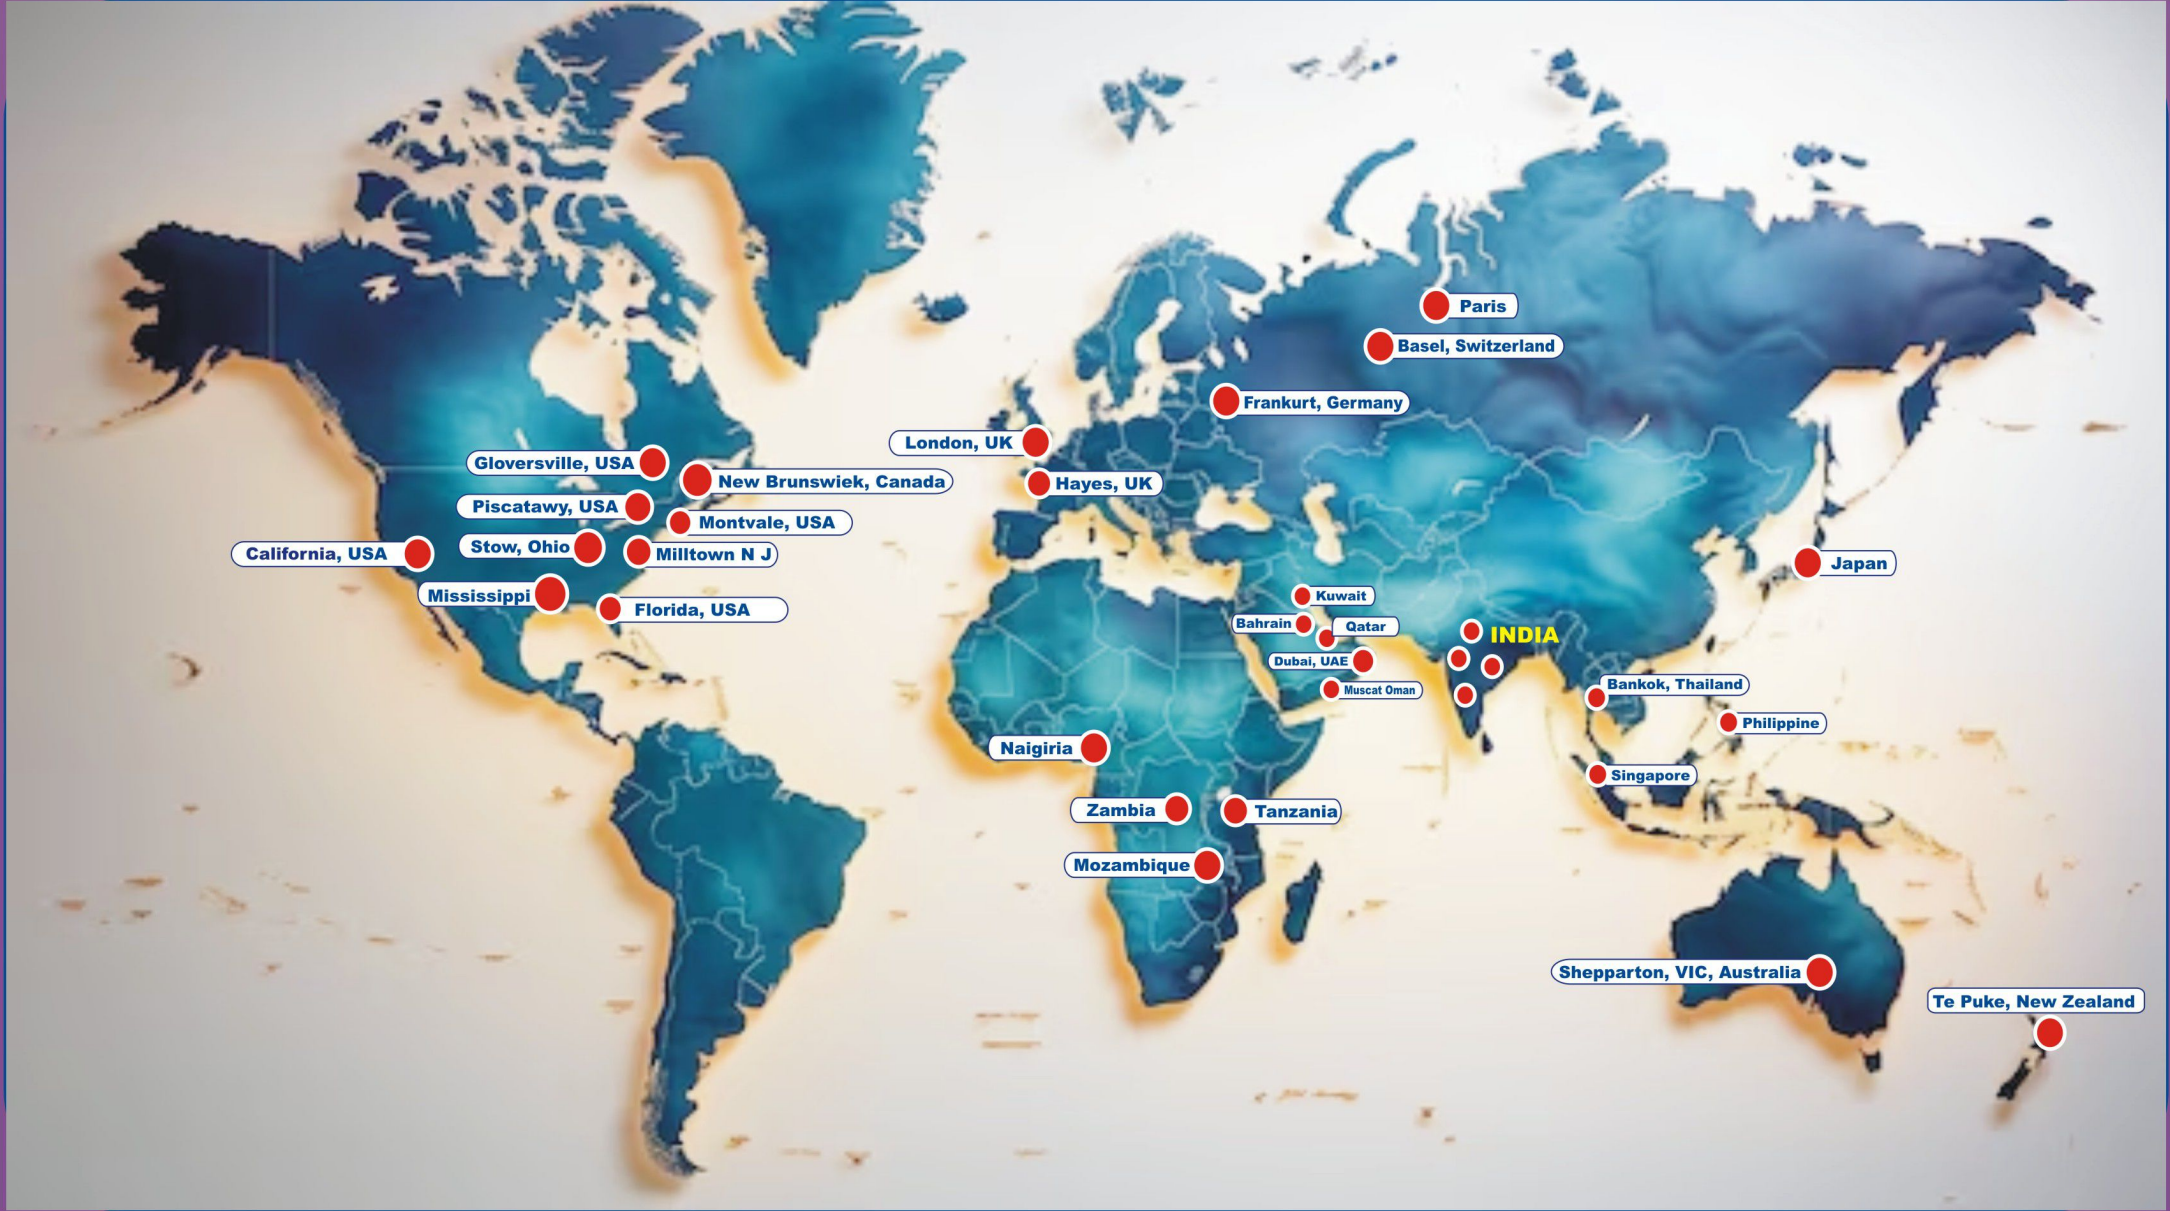 Paris
Basel, Switzerland
Frankurt, Germany
London, UK
Gloversville, USA
New Brunswiek, Canada
Hayes, UK
Piscatawy, USA
Montvale, USA
Stow, Ohio
Milltown N J
California, USA
Japan
Mississippi
Florida, USA
Kuwait
Bahrain
Qatar
INDIA
Dubai, UAE
Muscat Oman
Bankok, Thailand
Philippine
Naigiria
Singapore
Zambia
Tanzania
Mozambique
Shepparton, VIC, Australia
Te Puke, New Zealand